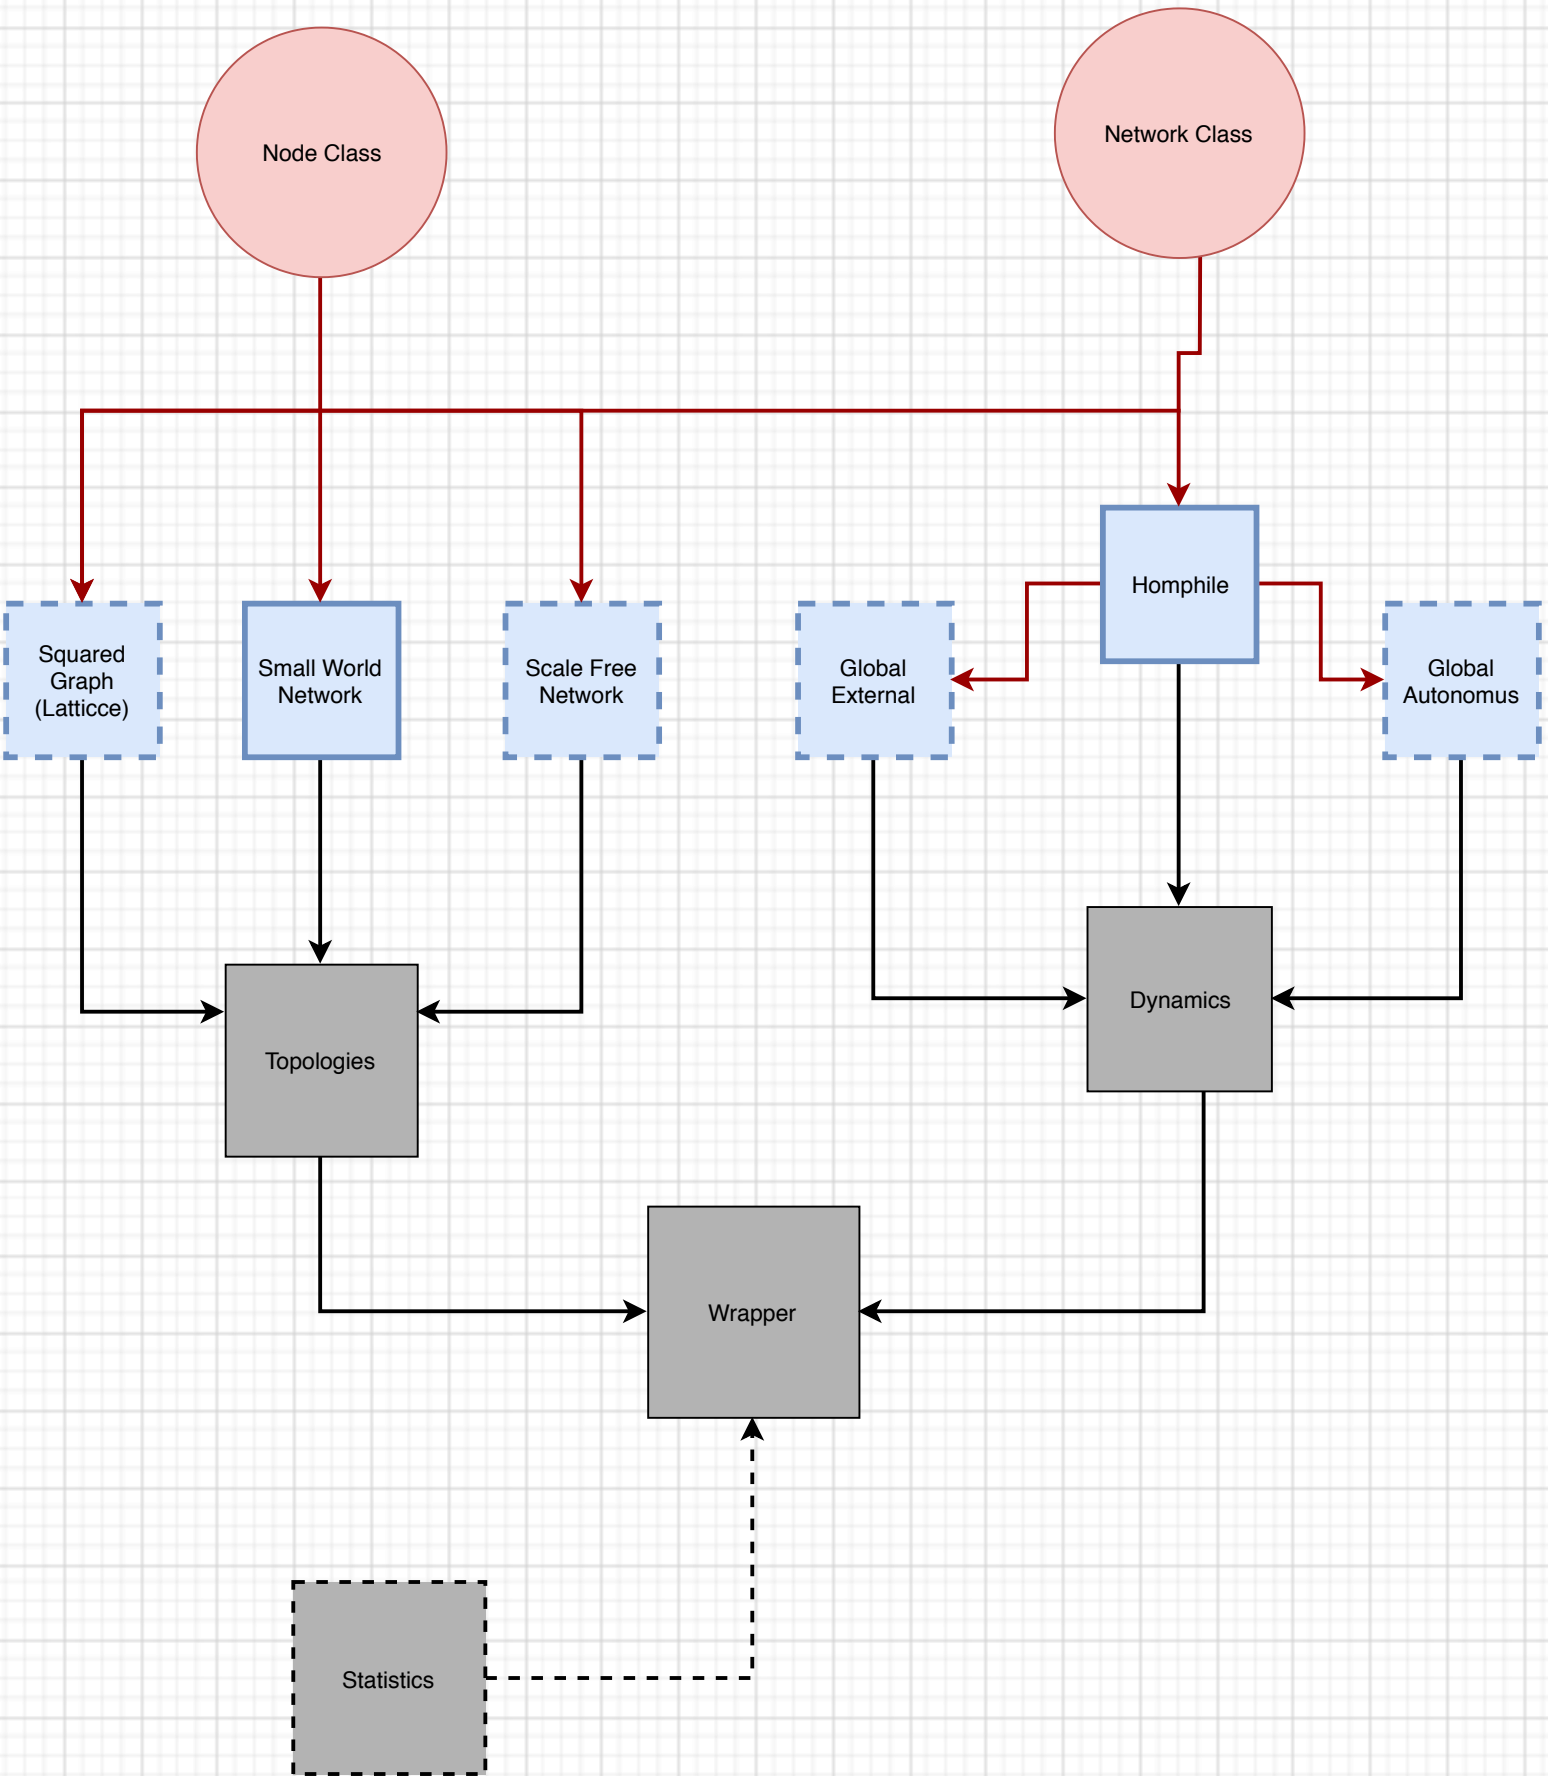 Node Class
Network Class
Homphile
Squared
Graph
(Latticce)
Small World
Network
Scale Free
Network
Global
External
Global
Autonomus
Dynamics
Topologies
Wrapper
Statistics